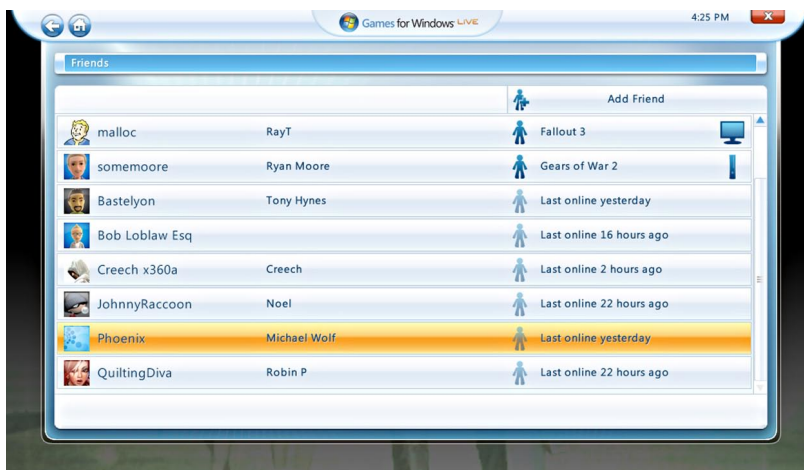 Games for Windows LIVE
4:25 PM
X
Friends
Add Friend
malloc RayT Fallout 3
somemoore Ryan Moore Gears of War 2
Bastelyon Tony Hynes Last online yesterday
Bob Loblaw Esq Last online 16 hours ago
Creech x360a Creech Last online 2 hours ago
JohnnyRaccoon Noel Last online 22 hours ago
Phoenix Michael Wolf Last online yesterday
QuiltingDiva Robin P Last online 22 hours ago